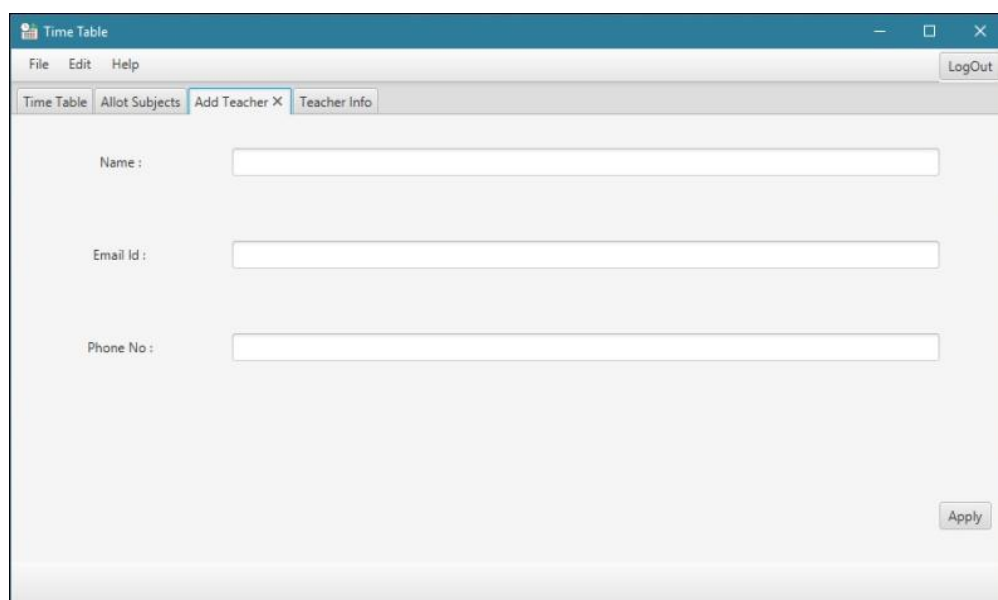 Time Table
File Edit Help LogOut
Time Table Allot Subjects Add Teacher X Teacher Info
Name :
Email Id :
Phone No :
Apply